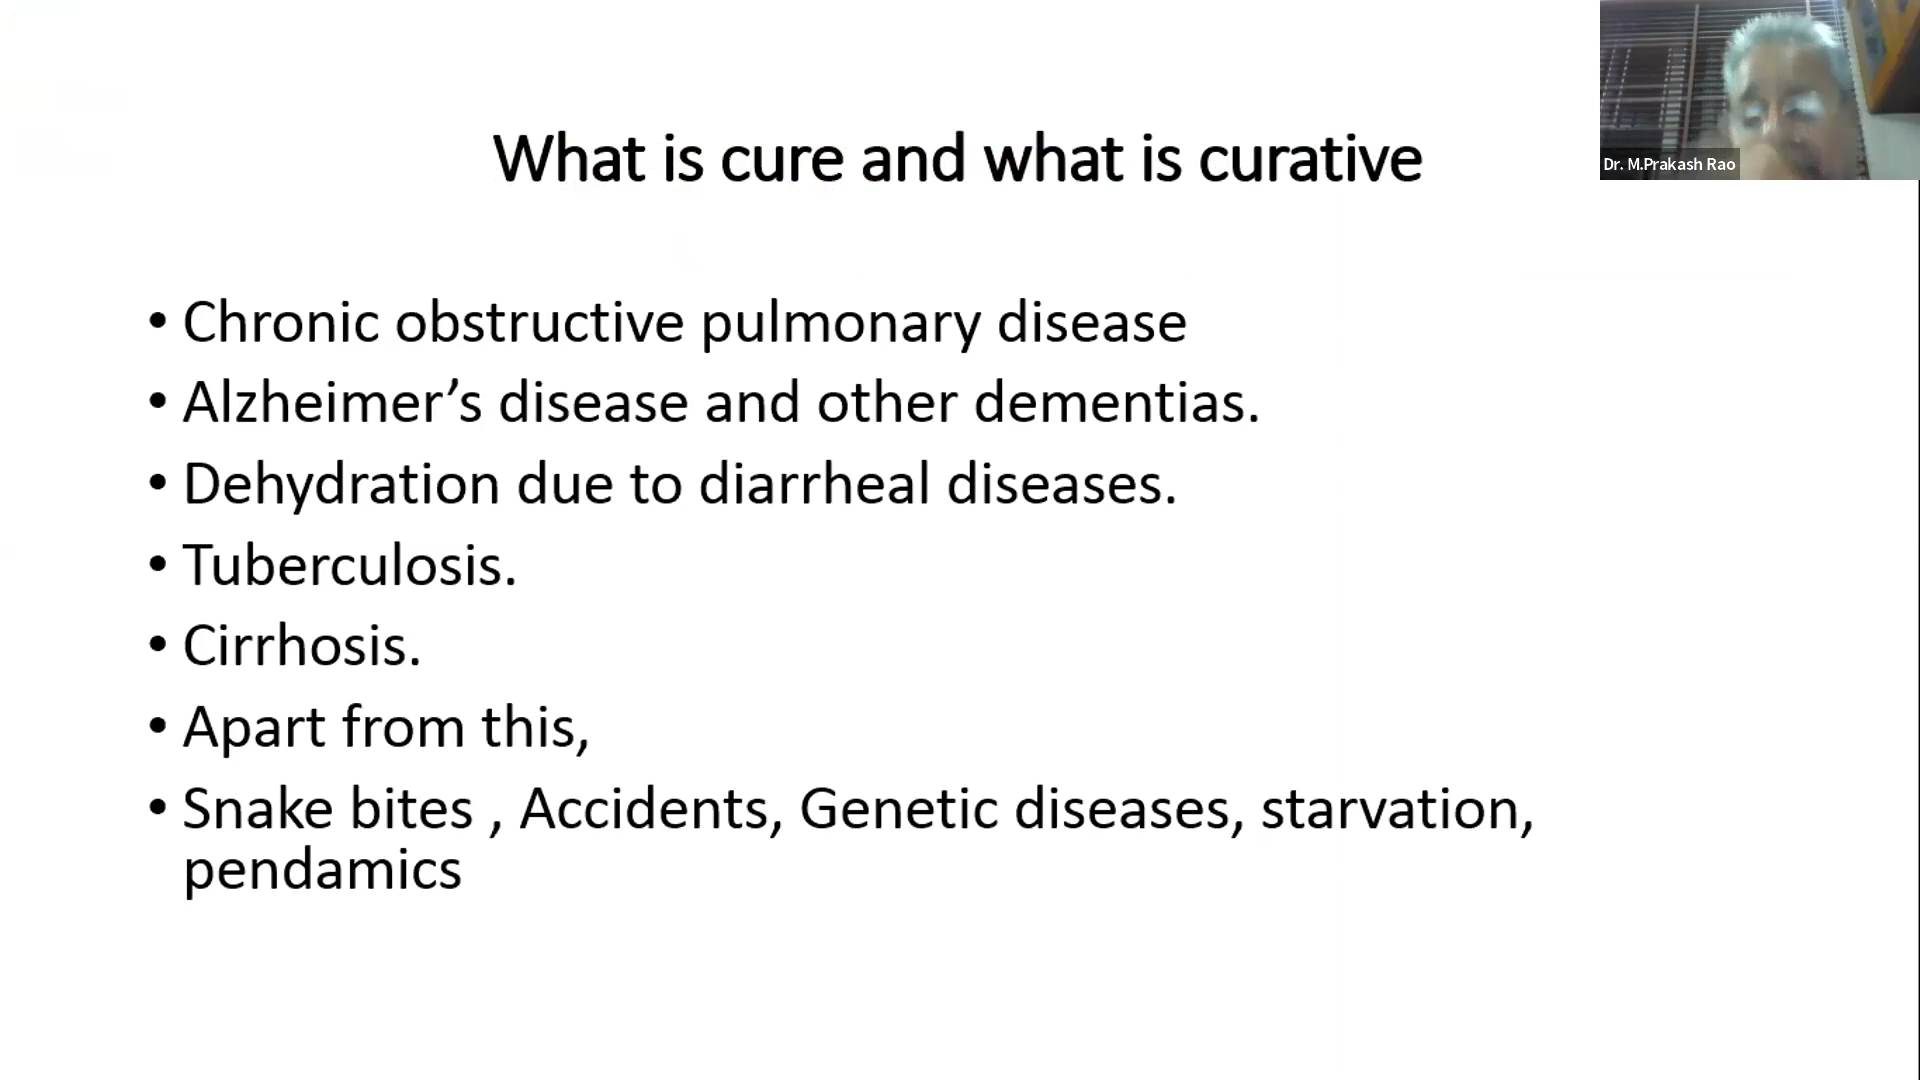 What is cure and what is curative
Dr. M.Prakash Rao
• Chronic obstructive pulmonary disease
• Alzheimer’s disease and other dementias.
• Dehydration due to diarrheal diseases.
• Tuberculosis.
• Cirrhosis.
• Apart from this,
• Snake bites , Accidents, Genetic diseases, starvation,
pendamics